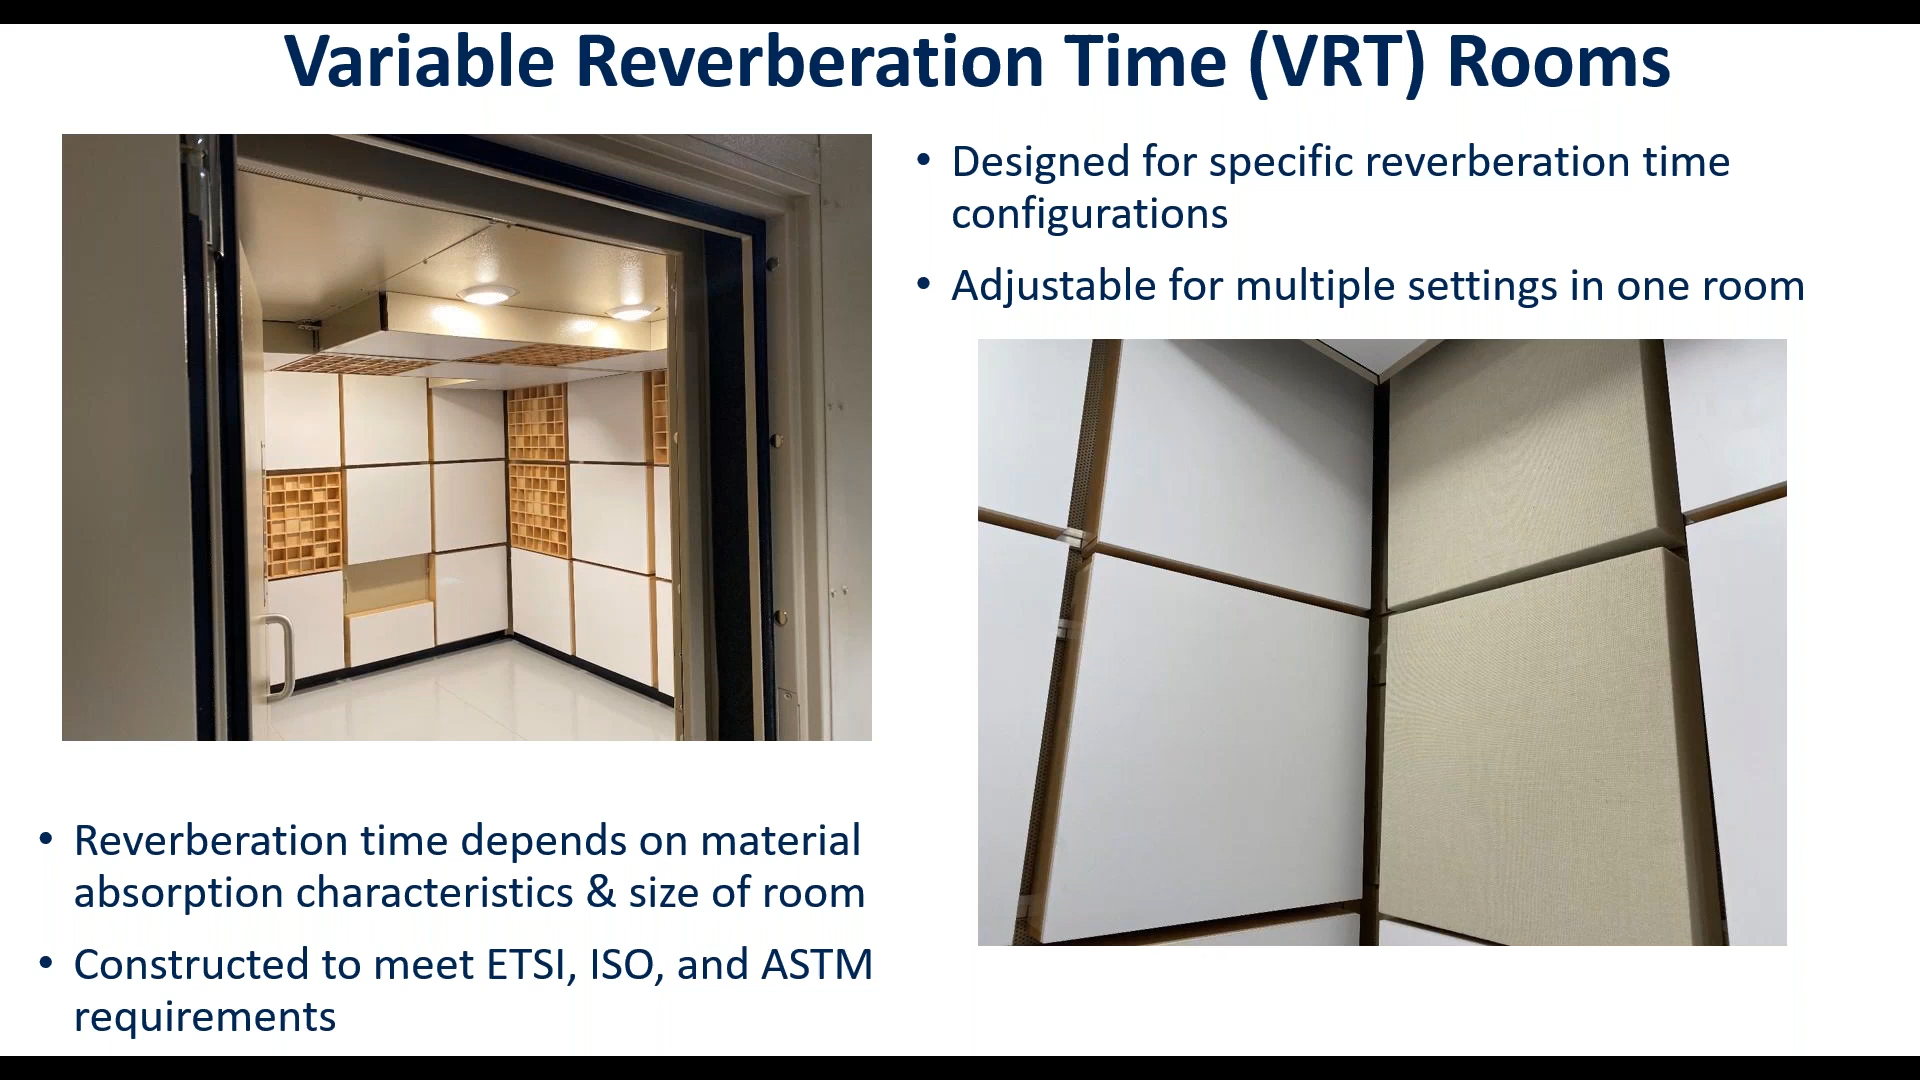 Variable Reverberation Time (VRT) Rooms
• Designed for specific reverberation time
configurations
• Adjustable for multiple settings in one room
• Reverberation time depends on material
absorption characteristics & size of room
• Constructed to meet ETSI, ISO, and ASTM
requirements